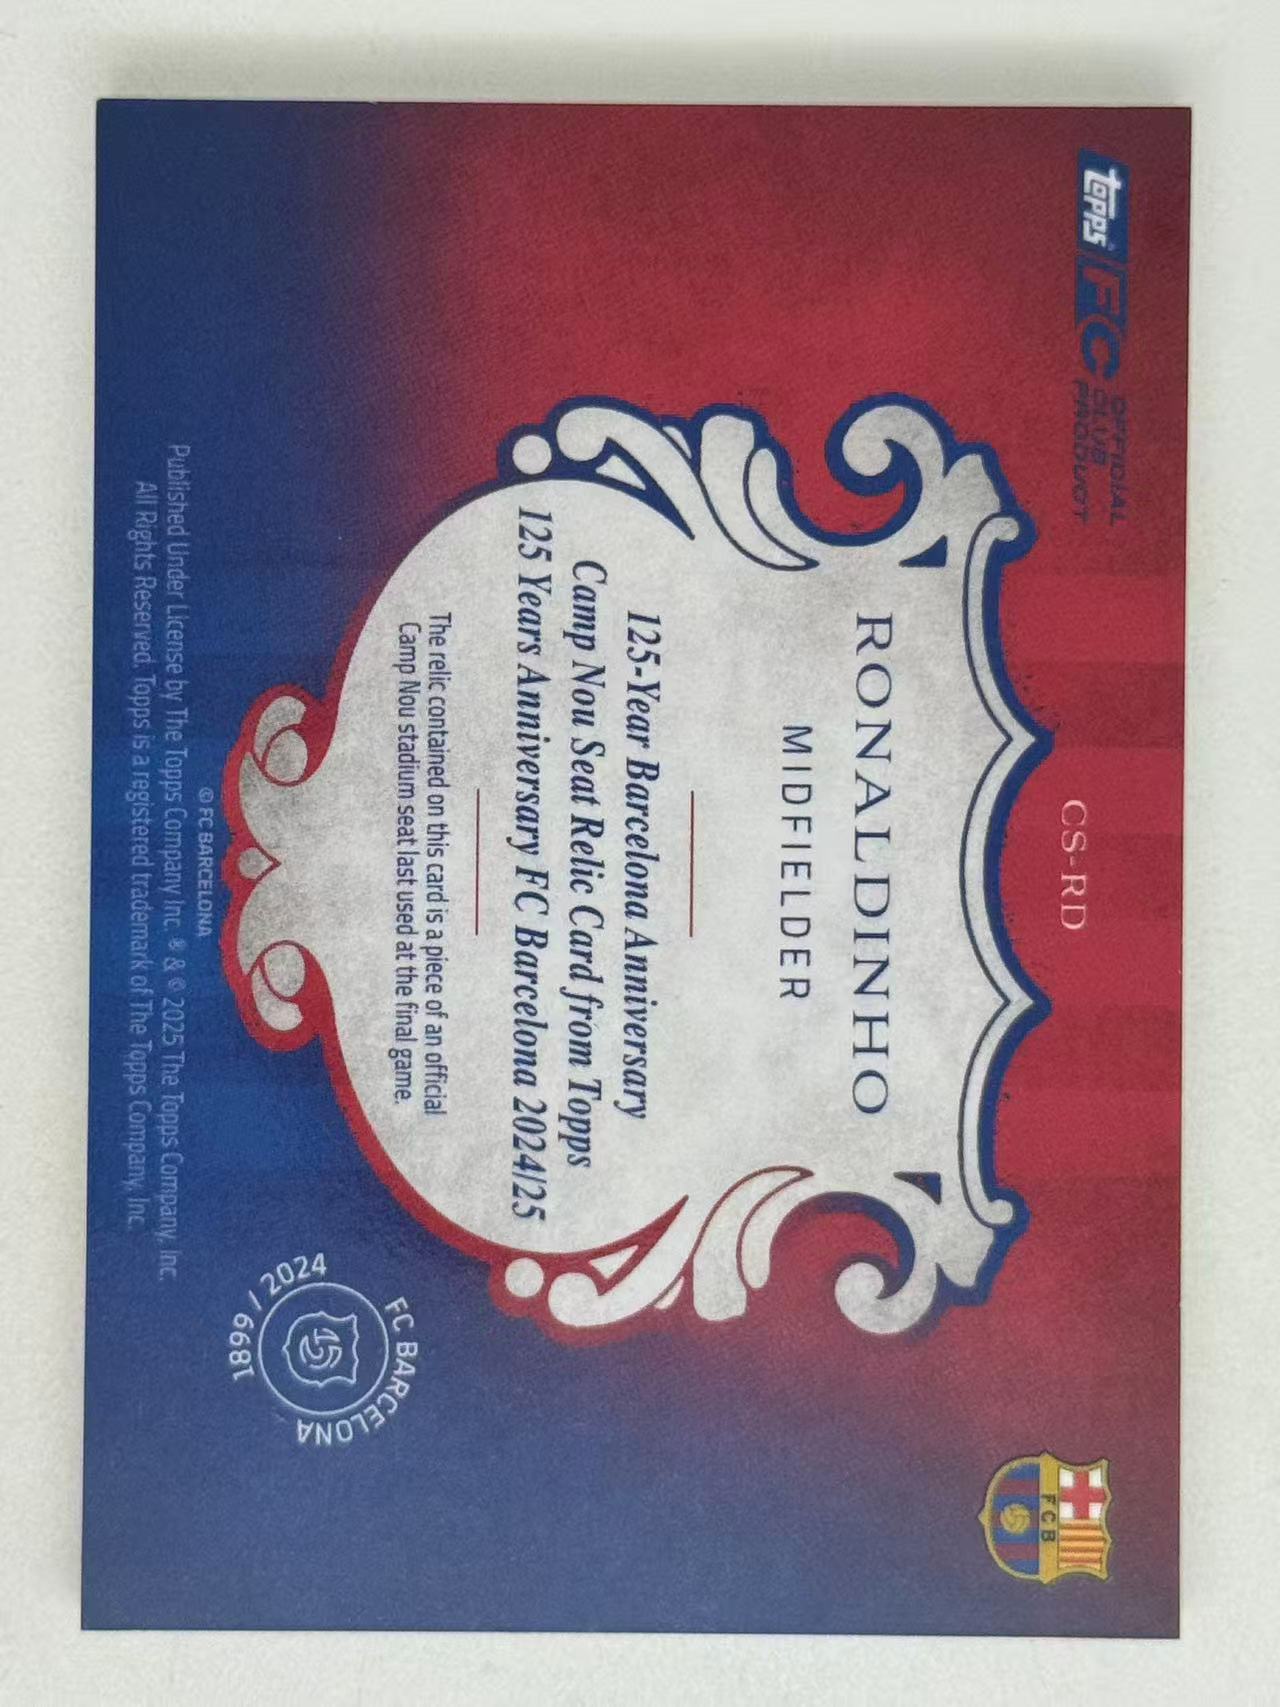 topps FC OFFICIAL
CLUB
PRODUCT
CS-RD
FCB
RONALDINHO
MIDFIELDER
125-Year Barcelona Anniversary
Camp Nou Seat Relic Card from Topps
125 Years Anniversary FC Barcelona 2024/25
The relic contained on this card is a piece of an official
Camp Nou stadium seat last used at the final game.
FC BARCELONA
1899 / 2024
© FC BARCELONA
Published Under License by The Topps Company Inc. ® & © 2025 The Topps Company, Inc.
All Rights Reserved. Topps is a registered trademark of The Topps Company, Inc.